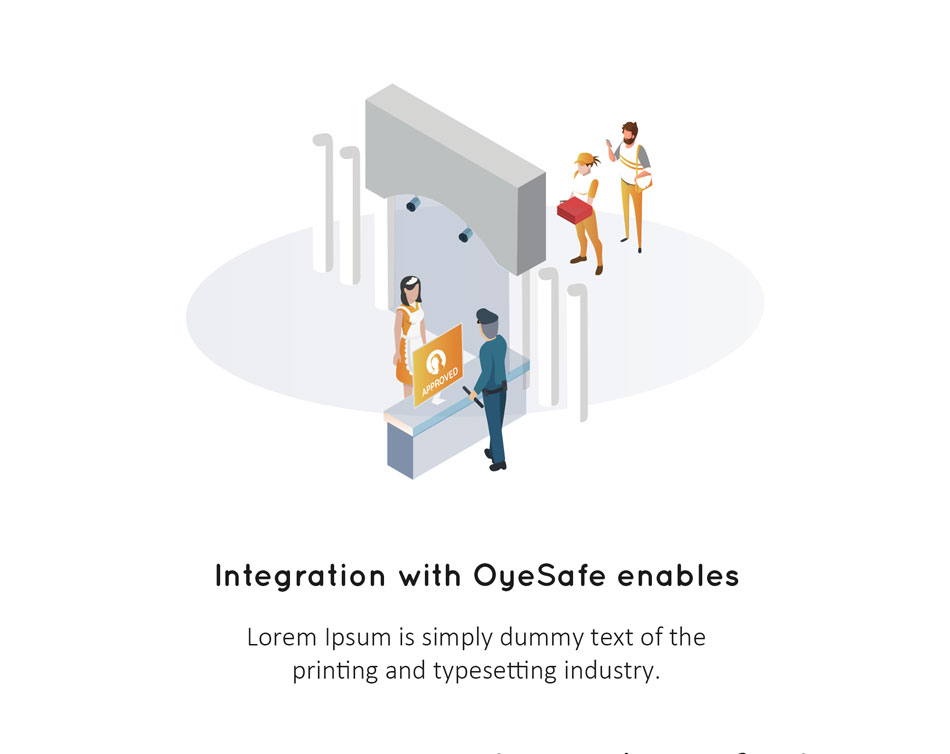 APPROVED
Integration with OyeSafe enables
Lorem Ipsum is simply dummy text of the
printing and typesetting industry.